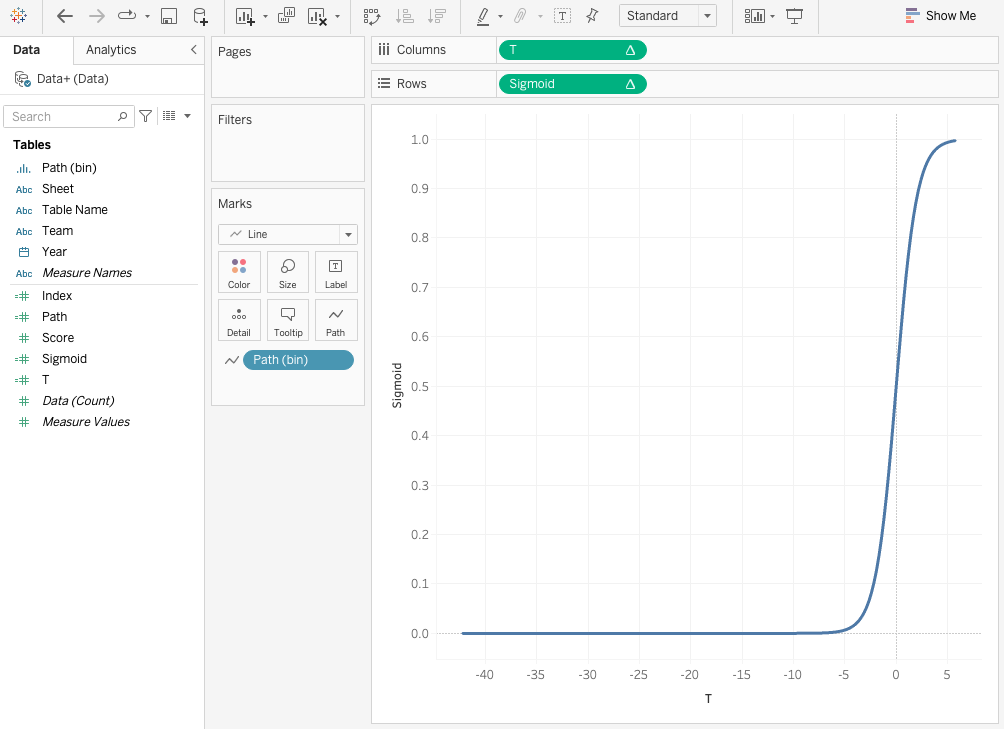 Standard
Show Me
Data
Analytics
Data+ (Data)
Search
Tables
Path (bin)
Abc Sheet
Abc Table Name
Abc Team
Year
Abc Measure Names
Index
Path
Score
Sigmoid
T
Data (Count)
Measure Values
Pages
Filters
Marks
Line
Color
Size
T
Label
Detail
Tooltip
Path
Path (bin)
Columns
T
Rows
Sigmoid
1.0
0.9
0.8
0.7
0.6
0.5
0.4
0.3
0.2
0.1
0.0
Sigmoid
-40 -35 -30 -25 -20 -15 -10 -5 0 5
T